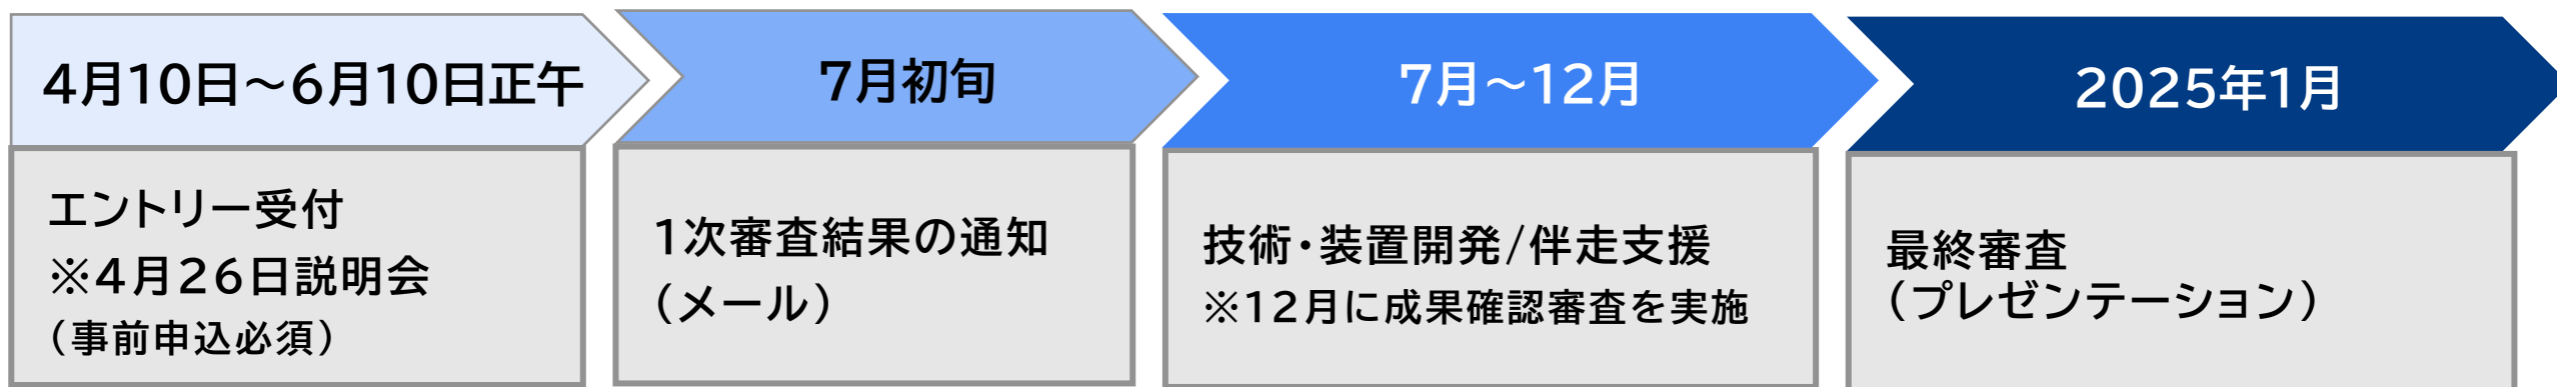 4月10日～6月10日正午
エントリー受付
※4月26日説明会
（事前申込必須）
7月初旬
1次審査結果の通知
（メール）
7月～12月
技術・装置開発/伴走支援
※12月に成果確認審査を実施
2025年1月
最終審査
（プレゼンテーション）